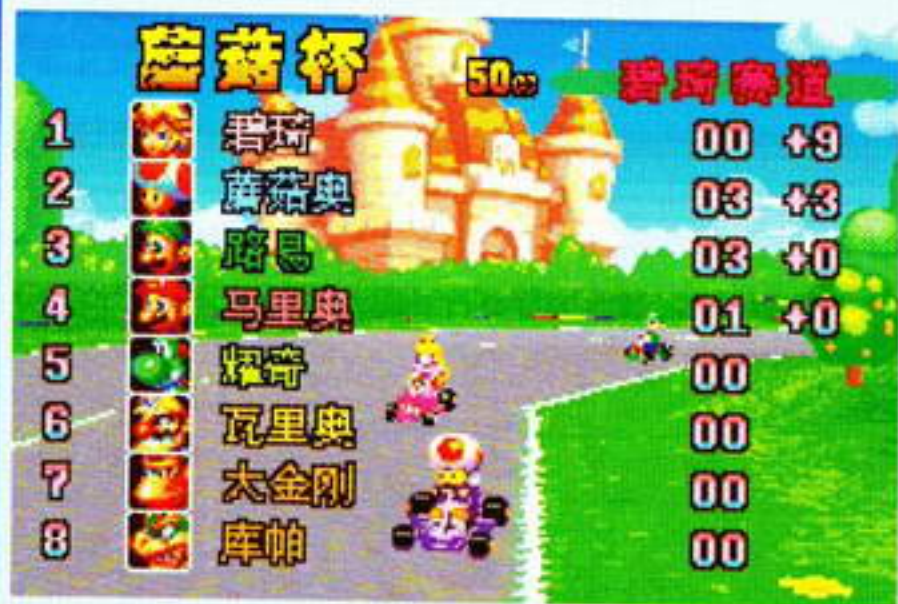 蘑菇杯 50cc 碧琦赛道
1 碧琦 00 +9
2 蘑菇奥 03 +3
3 路易 03 +0
4 马里奥 01 +0
5 耀奇 00
6 瓦里奥 00
7 大金刚 00
8 库帕 00